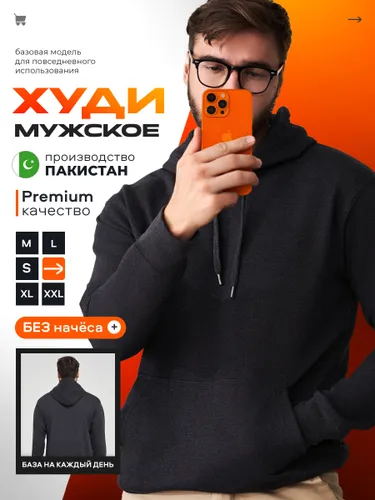 базовая модель
для повседневного
использования
ХУДИ
МУЖСКОЕ
производство
ПАКИСТАН
Premium
качество
M L
S
XL XXL
БЕЗ начёса +
БАЗА НА КАЖДЫЙ ДЕНЬ